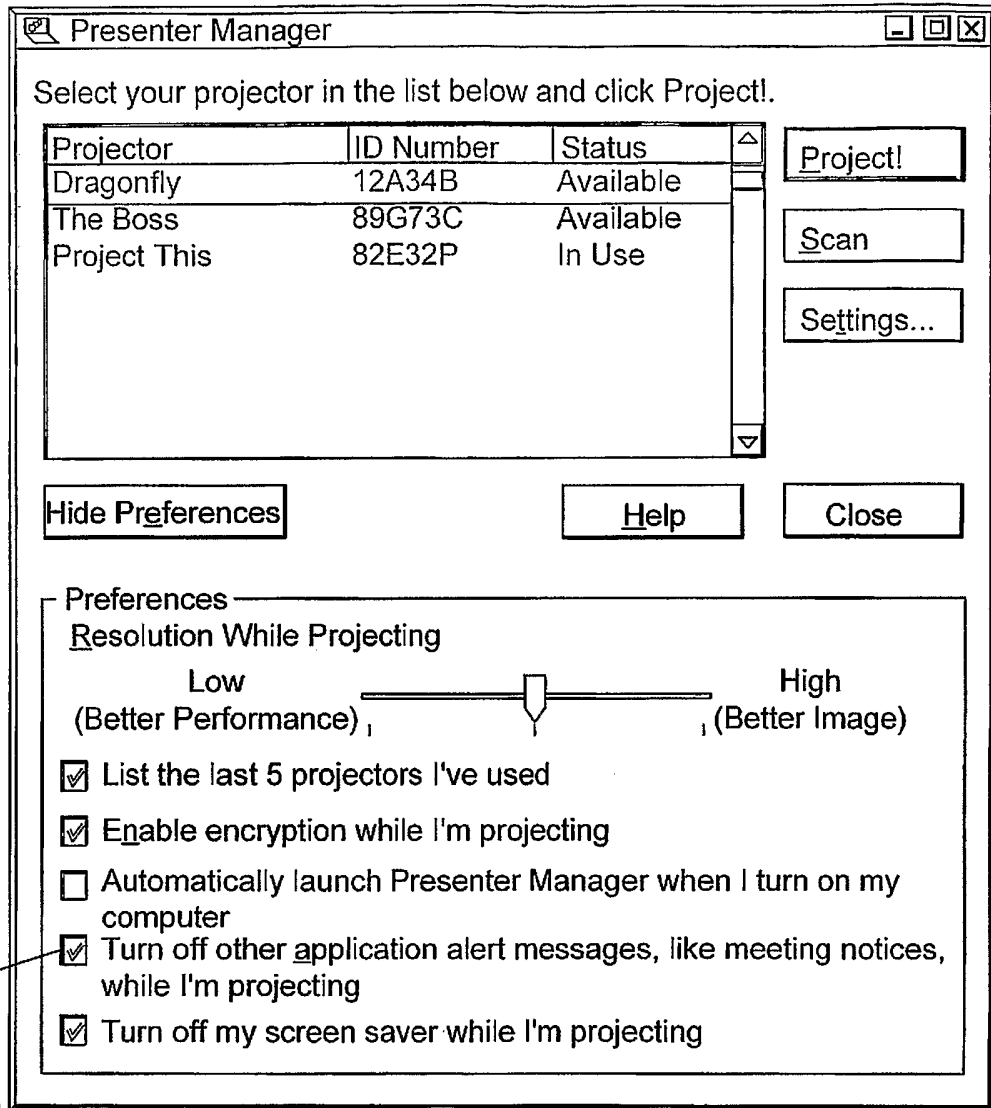 Presenter Manager
Select your projector in the list below and click Project!.
Projector ID Number Status
Dragonfly 12A34B Available
The Boss 89G73C Available
Project This 82E32P In Use
Project!
Scan
Settings...
Hide Preferences Help Close
Preferences
Resolution While Projecting
Low High
(Better Performance) (Better Image)
List the last 5 projectors I've used
Enable encryption while I'm projecting
Automatically launch Presenter Manager when I turn on my
computer
Turn off other application alert messages, like meeting notices,
while I'm projecting
Turn off my screen saver while I'm projecting